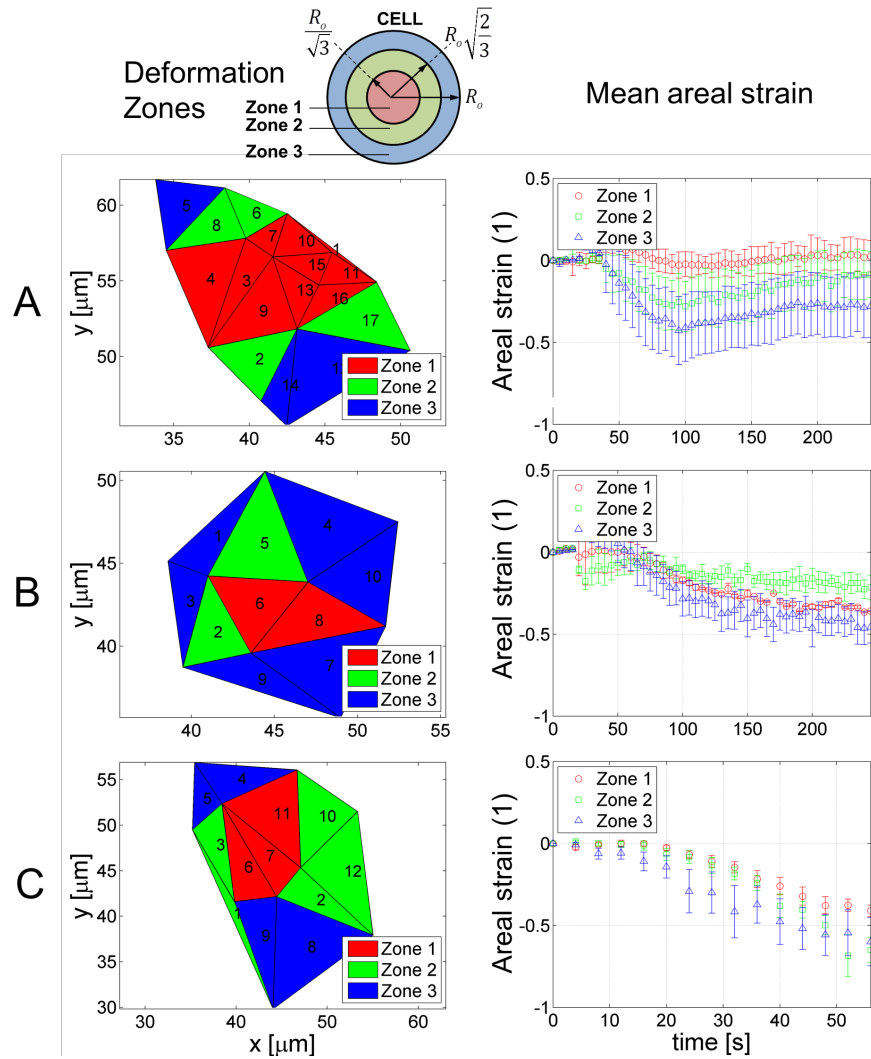 Deformation
Zones
CELL
R_o/√3
R_o√(2/3)
R_o
Zone 1
Zone 2
Zone 3
Mean areal strain
A
y [μm]
60
55
50
35
40
45
50
5
8
6
7
10
1
4
3
15
11
13
16
9
17
2
14
1
Zone 1
Zone 2
Zone 3
Areal strain (1)
0.5
0
-0.5
-1
0
50
100
150
200
Zone 1
Zone 2
Zone 3
B
y [μm]
50
45
40
40
45
50
55
1
4
5
3
10
6
8
2
7
9
Zone 1
Zone 2
Zone 3
Areal strain (1)
0.5
0
-0.5
-1
0
50
100
150
200
Zone 1
Zone 2
Zone 3
C
y [μm]
55
50
45
40
35
30
30
40
50
60
x [μm]
4
5
11
10
3
7
6
12
2
1
9
8
Zone 1
Zone 2
Zone 3
Areal strain (1)
0.5
0
-0.5
-1
0
10
20
30
40
50
time [s]
Zone 1
Zone 2
Zone 3